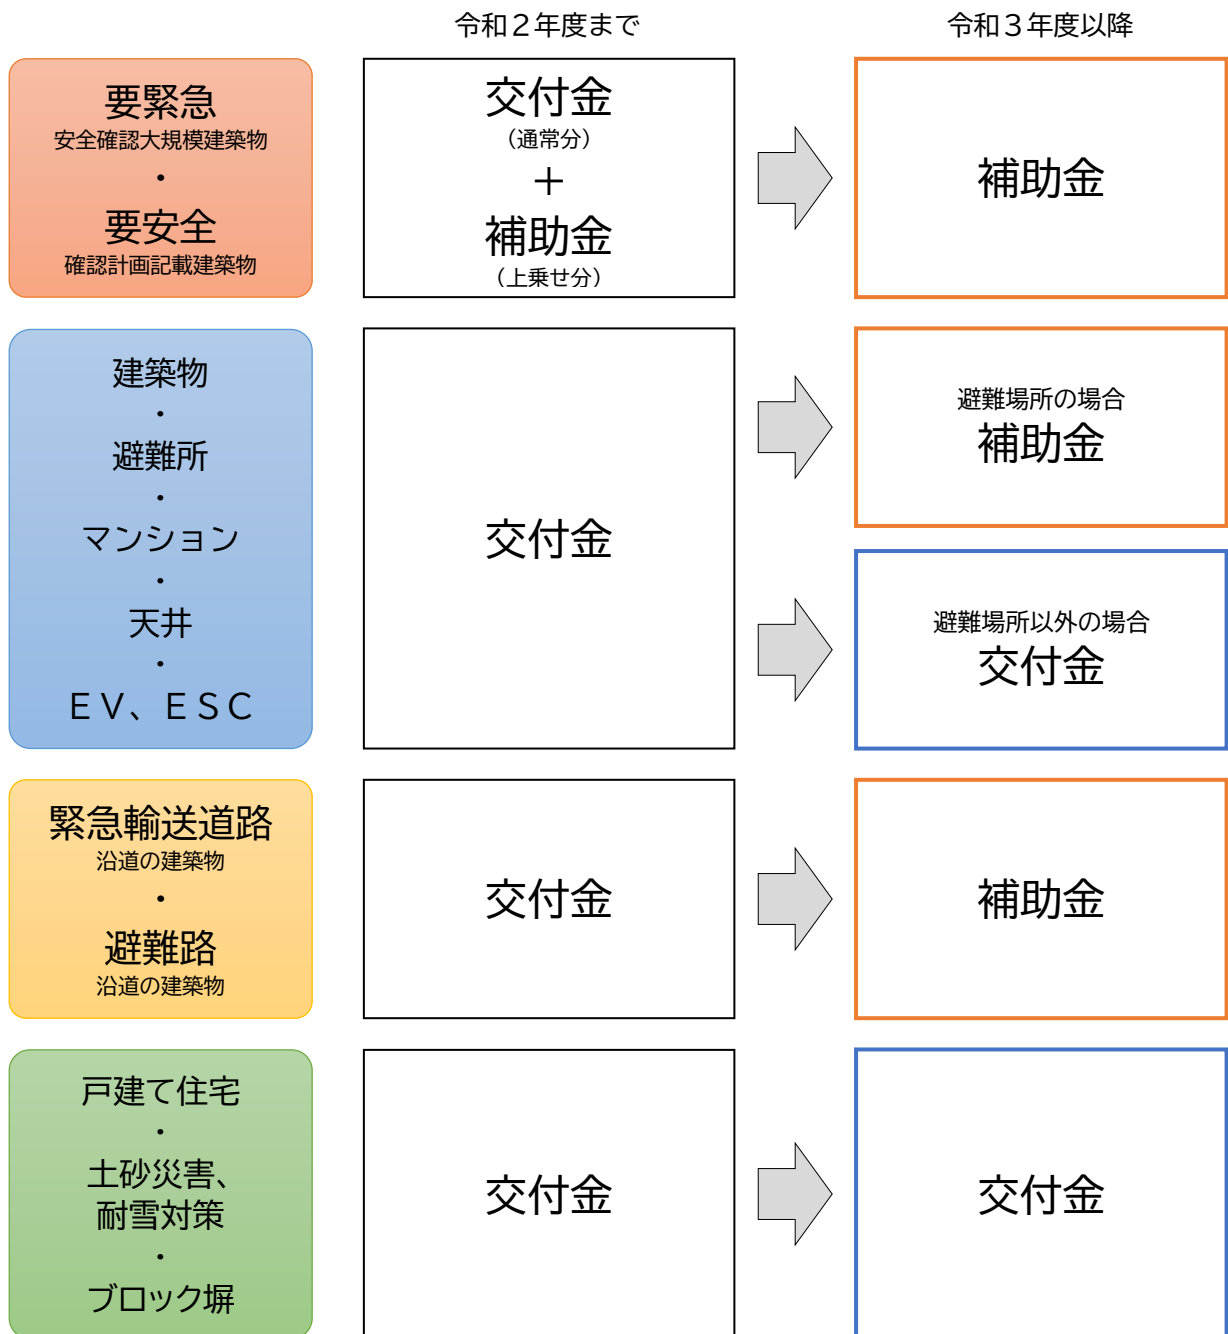 令和２年度まで
令和３年度以降
要緊急
安全確認大規模建築物
・
要安全
確認計画記載建築物
交付金
（通常分）
＋
補助金
（上乗せ分）
補助金
建築物
・
避難所
・
マンション
・
天井
・
ＥＶ、ＥＳＣ
交付金
避難場所の場合
補助金
避難場所以外の場合
交付金
緊急輸送道路
沿道の建築物
・
避難路
沿道の建築物
交付金
補助金
戸建て住宅
・
土砂災害、
耐雪対策
・
ブロック塀
交付金
交付金